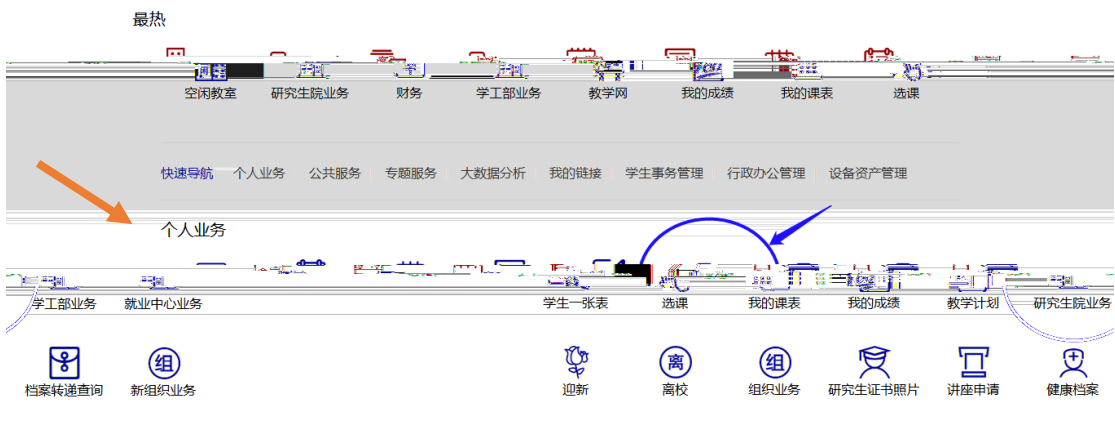 最热
空闲教室 研究生院业务 财务 学工部业务 教学网 我的成绩 我的课表 选课
快速导航 个人业务 公共服务 专题服务 大数据分析 我的链接 学生事务管理 行政办公管理 设备资产管理
个人业务
学工部业务 就业中心业务 学生一张表 选课 我的课表 我的成绩 教学计划 研究生院业务
组 离 组
档案转递查询 新组织业务 迎新 离校 组织业务 研究生证书照片 讲座申请 健康档案